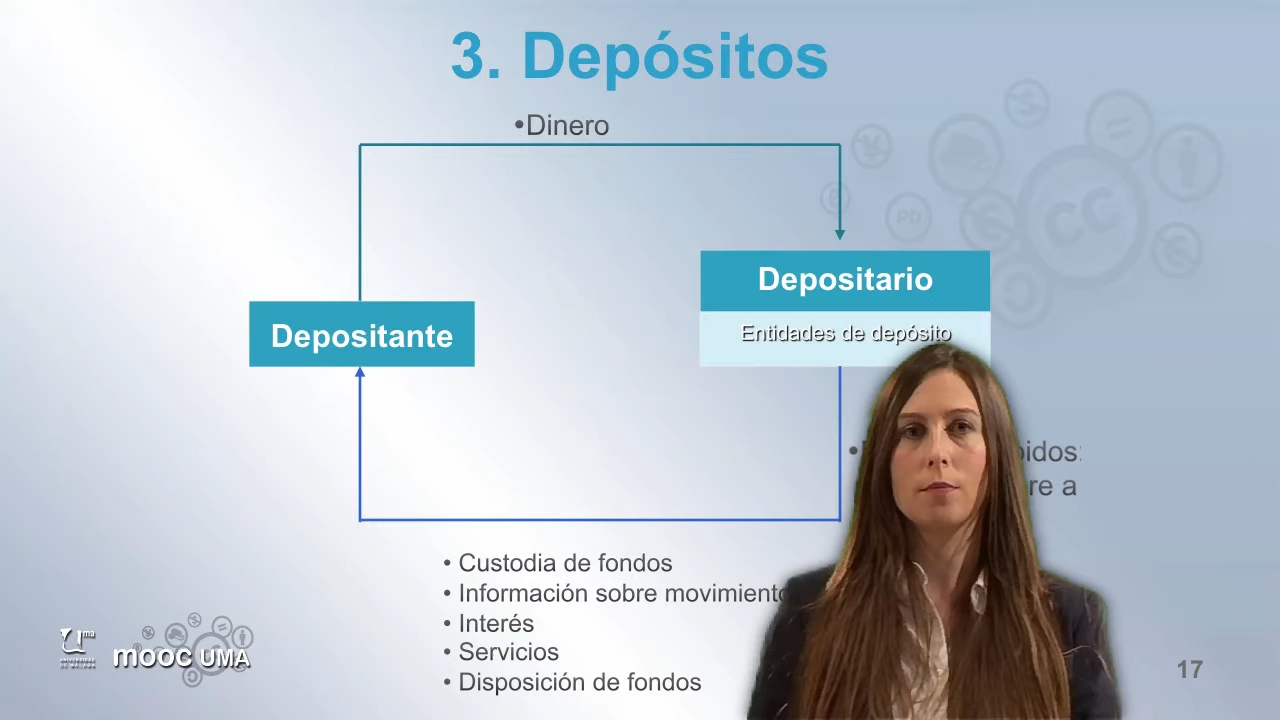 3. Depósitos
•Dinero
Depositario
Entidades de depósito
Depositante
• Custodia de fondos
• Información sobre
• Interés
• Servicios
• Disposición de fondos
uma
mooc UMA
17